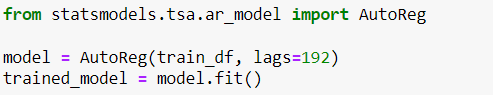 from statsmodels.tsa.ar_model import AutoReg
model = AutoReg(train_df, lags=192)
trained_model = model.fit()